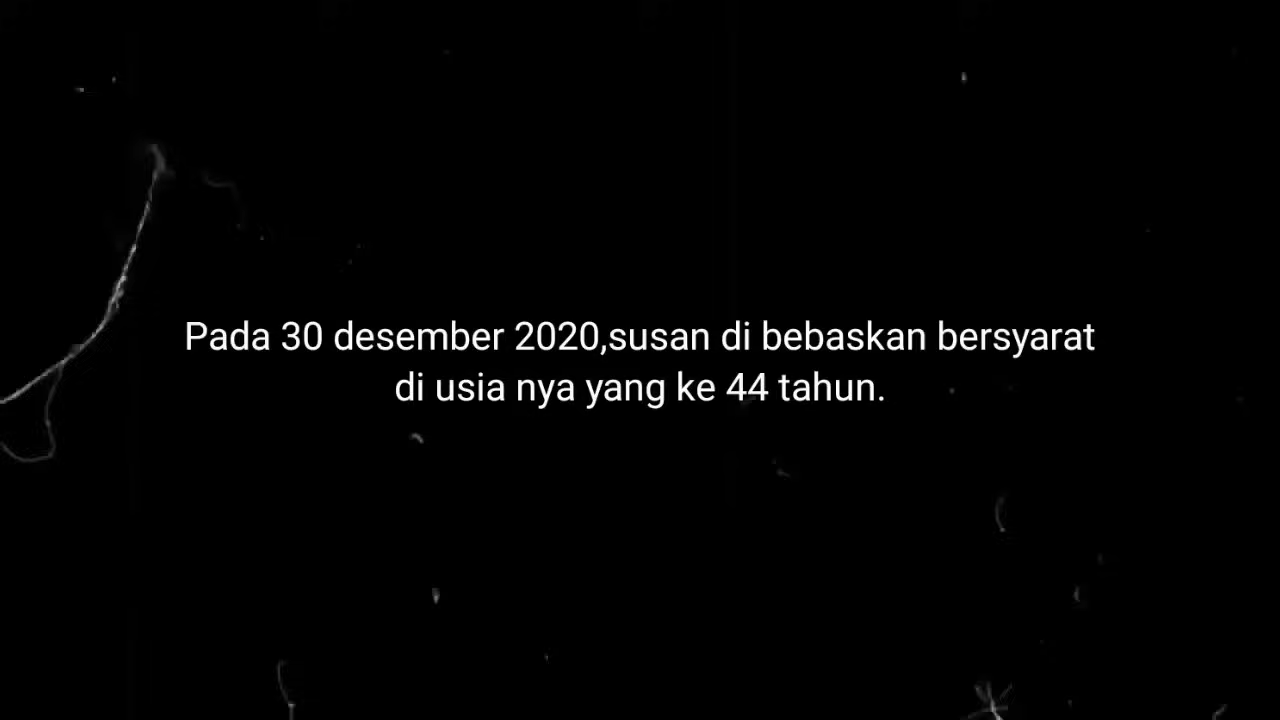 Pada 30 desember 2020,susan di bebaskan bersyarat
di usia nya yang ke 44 tahun.